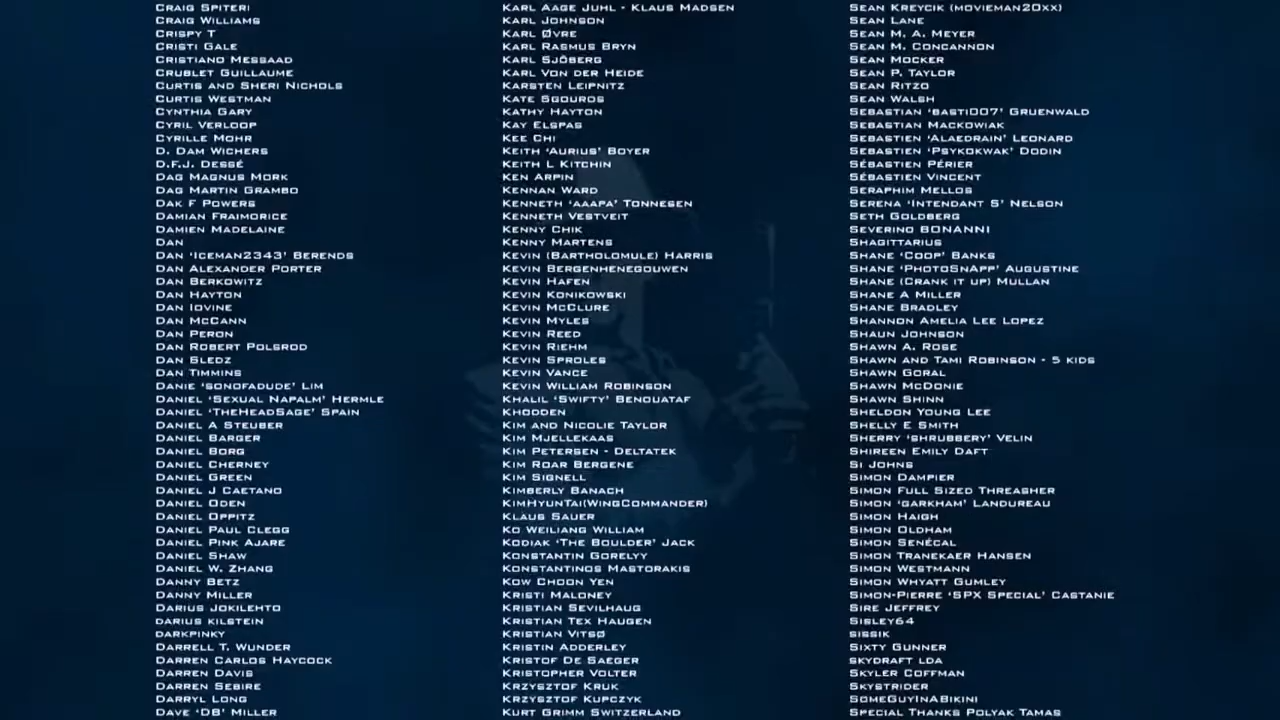 Craig Spiteri
Craig Williams
Crispy T
Cristi Gale
Cristiano Messaad
Crublet Guillaume
Curtis and Sheri Nichols
Curtis Westman
Cynthia Gary
Cyril Verloop
Cyrille Mohr
D. Dam Wichers
D.F.J. Dessé
Dag Magnus Mork
Dag Martin Grambo
Dak F Powers
Damian Fraimorice
Damien Madelaine
Dan
Dan ‘Iceman2343’ Berends
Dan Alexander Porter
Dan Berkowitz
Dan Hayton
Dan Iovine
Dan McCann
Dan Peron
Dan Robert Polsrod
Dan Sledz
Dan Timmins
Danie ‘sonofadude’ Lim
Daniel ‘Sexual Napalm’ Hermle
Daniel ‘TheHeadSage’ Spain
Daniel A Steuber
Daniel Barger
Daniel Borg
Daniel Cherney
Daniel Green
Daniel J Caetano
Daniel Oden
Daniel Oppitz
Daniel Paul Clegg
Daniel Pink Ajare
Daniel Shaw
Daniel W. Zhang
Danny Betz
Danny Miller
Darius Jokilehto
darius kilstein
darkpinky
Darrell T. Wunder
Darren Carlos Haycock
Darren Davis
Darren Sebire
Darryl Long
Dave ‘DB’ Miller
Karl Aage Juhl - Klaus Madsen
Karl Johnson
Karl Øvre
Karl Rasmus Bryn
Karl Sjöberg
Karl Von der Heide
Karsten Leipnitz
Kate Sgouros
Kathy Hayton
Kay Elspas
Kee Chi
Keith ‘Aurius’ Boyer
Keith L Kitchin
Ken Arpin
Kennan Ward
Kenneth ‘aaapa’ Tonnesen
Kenneth Vestveit
Kenny Chik
Kenny Martens
Kevin (Bartholomule) Harris
Kevin Bergenhenegouwen
Kevin Hafen
Kevin Konikowski
Kevin McClure
Kevin Myles
Kevin Reed
Kevin Riehm
Kevin Sproles
Kevin Vance
Kevin William Robinson
Khalil ‘Swifty’ Benouataf
Khodden
Kim and Nicolie Taylor
Kim Mjellekaas
Kim Petersen - Deltatek
Kim Roar Bergene
Kim Signell
Kimberly Banach
KimHyunTai(WingCommander)
Klaus Sauer
Ko Weiliang William
Kodiak ‘The Boulder’ Jack
Konstantin Gorelyy
Konstantinos Mastorakis
Kow Choon Yen
Kristi Maloney
Kristian Sevilhaug
Kristian Tex Haugen
Kristian Vitsø
Kristin Adderley
Kristof De Saeger
Kristopher Volter
Krzysztof Kruk
Krzysztof Kupczyk
Kurt Grimm Switzerland
Sean Kreycik (movieman20xx)
Sean Lane
Sean M. A. Meyer
Sean M. Concannon
Sean Mocker
Sean P. Taylor
Sean Ritzo
Sean Walsh
Sebastian ‘basti007’ Gruenwald
Sebastian Mackowiak
Sebastien ‘Alaedrain’ Leonard
Sebastien ‘Psykokwak’ Dodin
Sébastien Périer
Sébastien Vincent
Seraphim Mellos
Serena ‘Intendant S’ Nelson
Seth Goldberg
Severino BONANNI
Shagittarius
Shane ‘Coop’ Banks
Shane ‘PhotoSnApp’ Augustine
Shane (Crank it up) Mullan
Shane A Miller
Shane Bradley
Shannon Amelia Lee Lopez
Shaun Johnson
Shawn A. Rose
Shawn and Tami Robinson - 5 kids
Shawn Goral
Shawn McDonie
Shawn Shinn
Sheldon Young Lee
Shelly E Smith
Sherry ‘shrubbery’ Velin
Shireen Emily Daft
Si Johns
Simon Dampier
Simon Full Sized Threasher
Simon ‘Garkham’ Landureau
Simon Haigh
Simon Oldham
Simon Senécal
Simon Tranekaer Hansen
Simon Westmann
Simon Whyatt Gumley
Simon-Pierre ‘SPX Special’ Castanie
Sire Jeffrey
Sisley64
sissik
Sixty Gunner
skydraft lda
Skyler Coffman
Skystrider
SomeGuyInABikini
Special Thanks Polyak Tamas